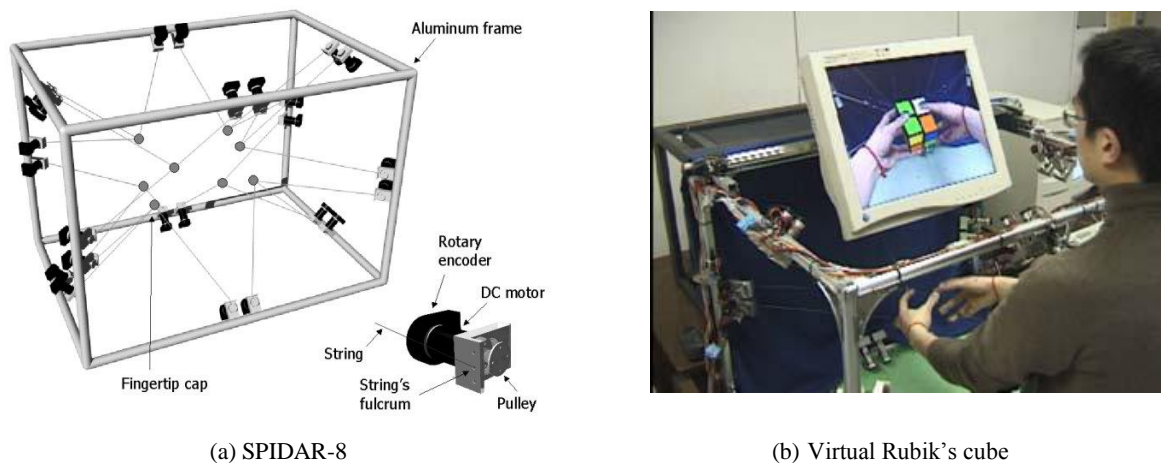 Aluminum frame
Rotary
encoder
DC motor
String
String's
fulcrum
Pulley
Fingertip cap
(a) SPIDAR-8
(b) Virtual Rubik's cube